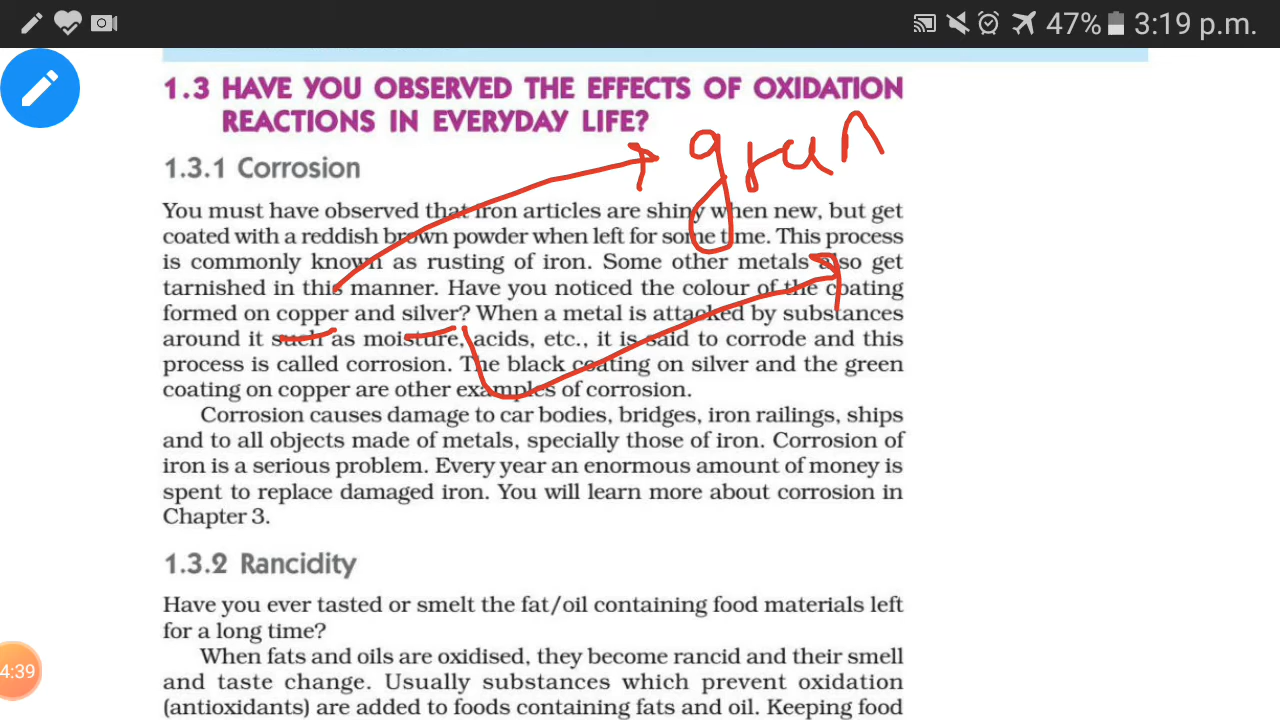 47% 3:19 p.m.
1.3 HAVE YOU OBSERVED THE EFFECTS OF OXIDATION
REACTIONS IN EVERYDAY LIFE?
green
1.3.1 Corrosion
You must have observed that iron articles are shiny when new, but get
coated with a reddish brown powder when left for some time. This process
is commonly known as rusting of iron. Some other metals also get
tarnished in this manner. Have you noticed the colour of the coating
formed on copper and silver? When a metal is attacked by substances
around it such as moisture, acids, etc., it is said to corrode and this
process is called corrosion. The black coating on silver and the green
coating on copper are other examples of corrosion.
Corrosion causes damage to car bodies, bridges, iron railings, ships
and to all objects made of metals, specially those of iron. Corrosion of
iron is a serious problem. Every year an enormous amount of money is
spent to replace damaged iron. You will learn more about corrosion in
Chapter 3.
1.3.2 Rancidity
Have you ever tasted or smelt the fat/oil containing food materials left
for a long time?
When fats and oils are oxidised, they become rancid and their smell
4:39
and taste change. Usually substances which prevent oxidation
(antioxidants) are added to foods containing fats and oil. Keeping food